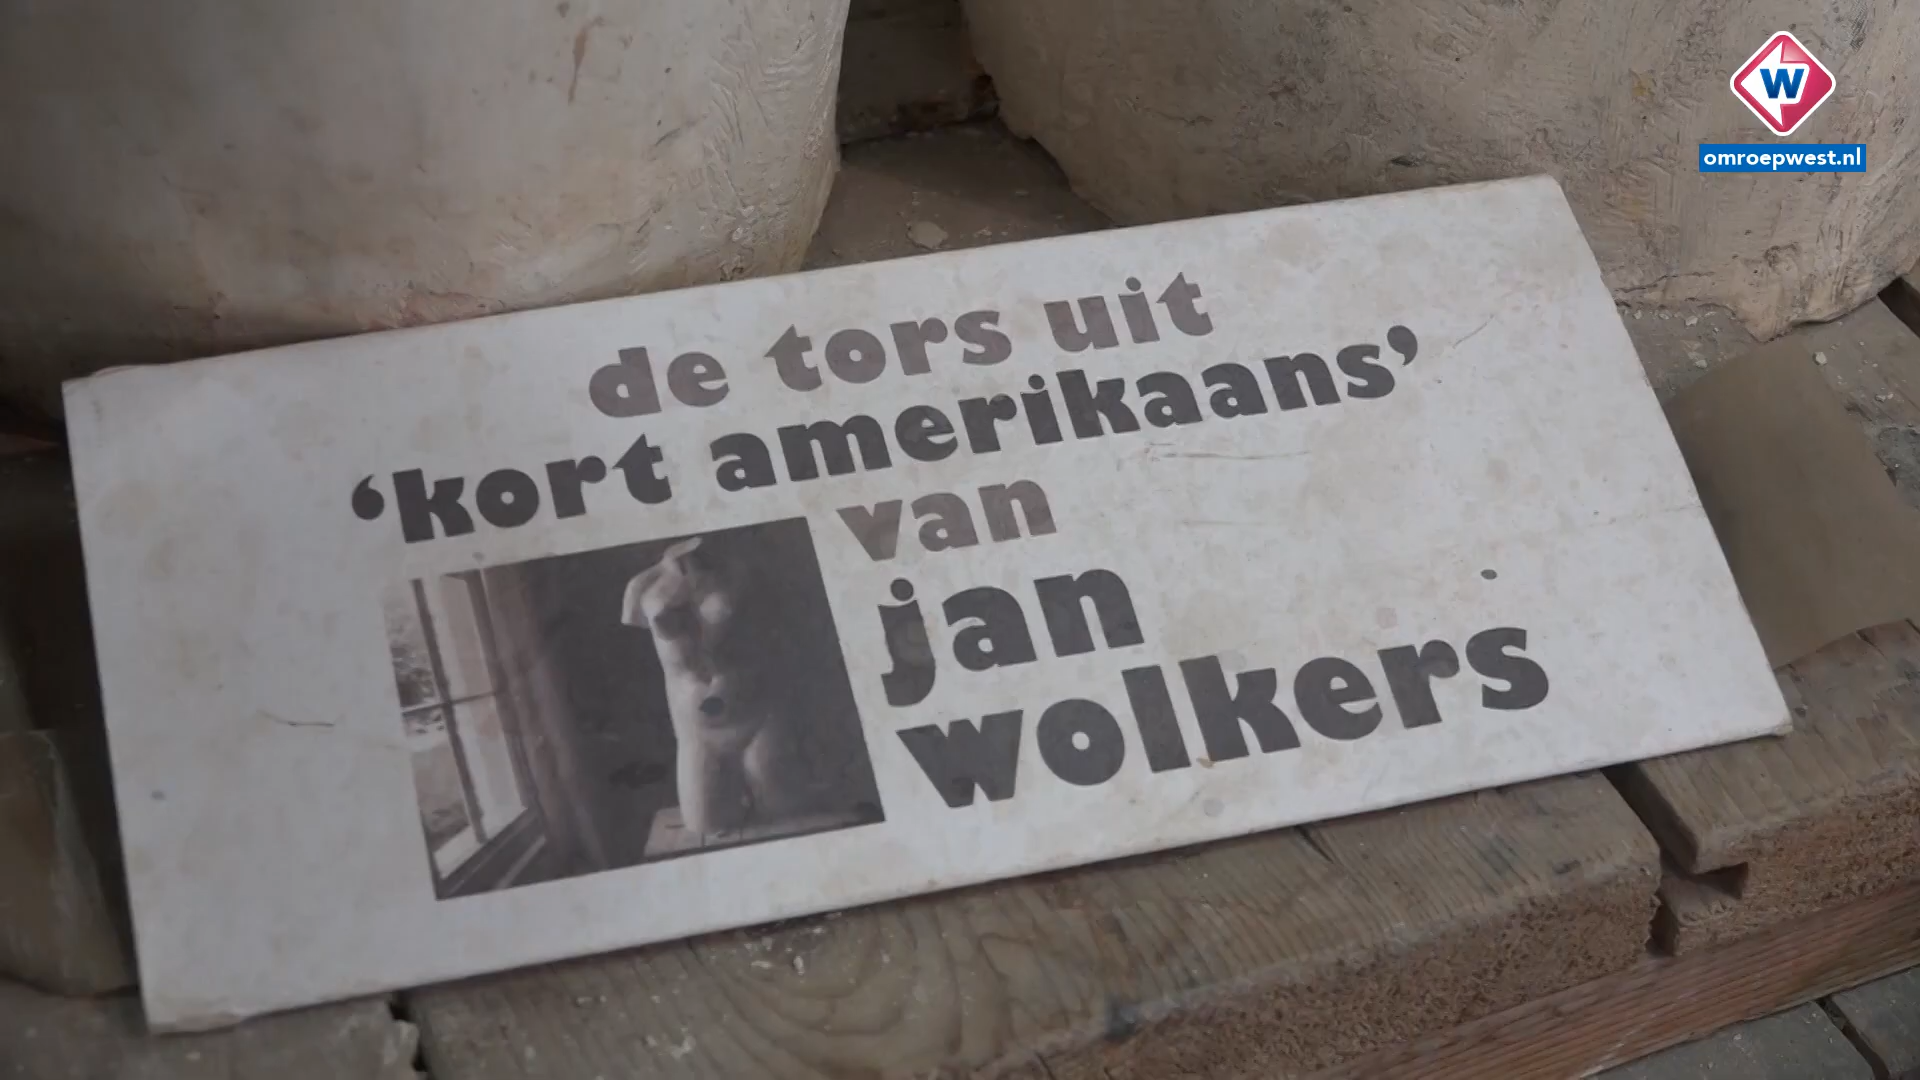 W
omroepwest.nl
de tors uit
‘kort amerikaans’
van
jan
wolkers